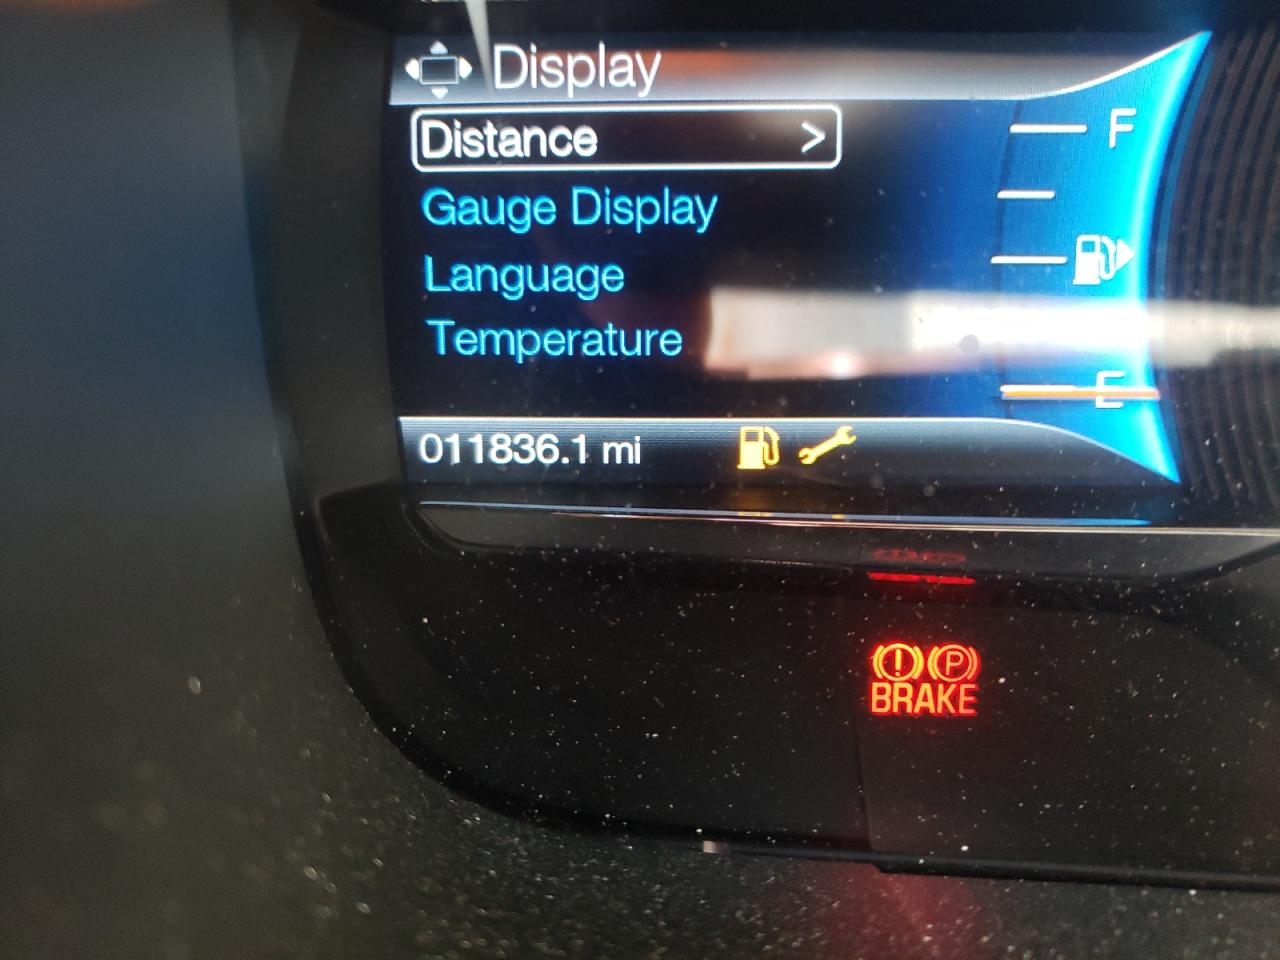 Display
Distance >
Gauge Display
Language
Temperature
F
E
011836.1 mi
(!) (P)
BRAKE